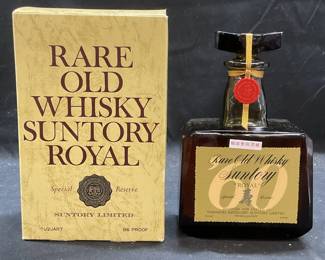 RARE
OLD
WHISKY
SUNTORY
ROYAL
Special Reserve
SUNTORY LIMITED
1 QUART 86 PROOF
Rare Old Whisky
Suntory
"ROYAL"
60